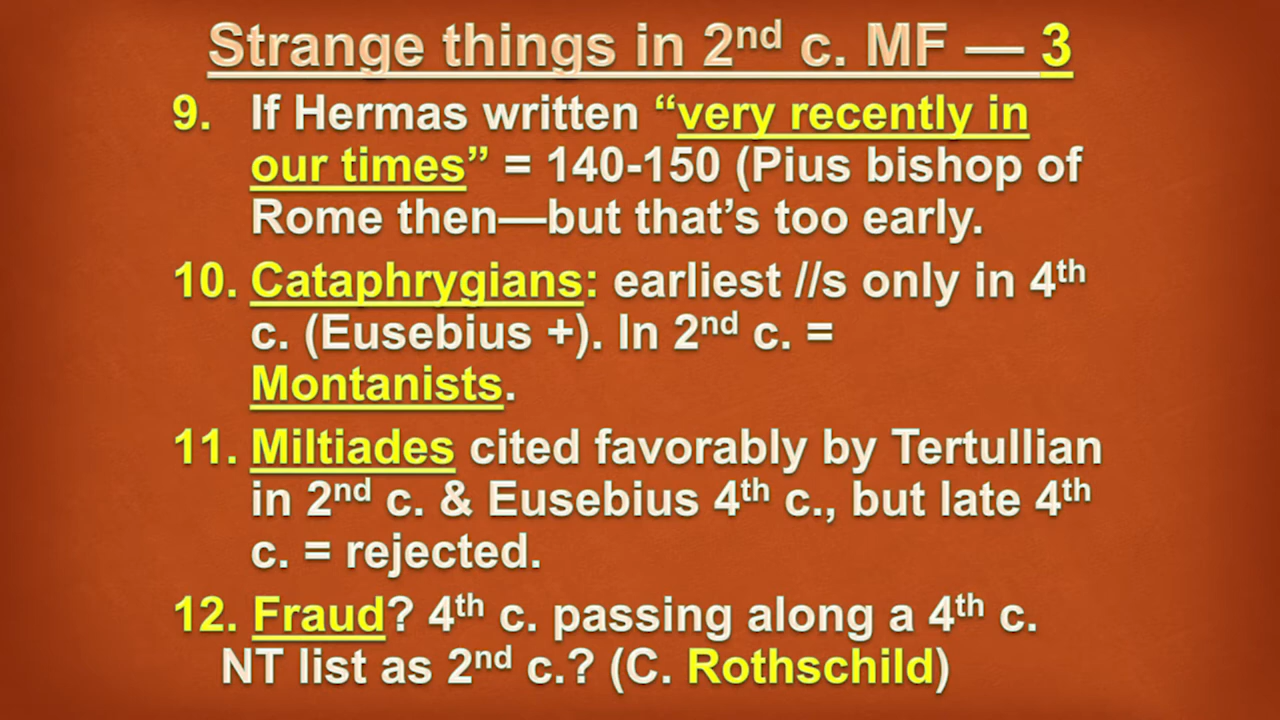 Strange things in 2nd c. MF — 3
9. If Hermas written “very recently in
our times” = 140-150 (Pius bishop of
Rome then—but that’s too early.
10. Cataphrygians: earliest //s only in 4th
c. (Eusebius +). In 2nd c. =
Montanists.
11. Miltiades cited favorably by Tertullian
in 2nd c. & Eusebius 4th c., but late 4th
c. = rejected.
12. Fraud? 4th c. passing along a 4th c.
NT list as 2nd c.? (C. Rothschild)